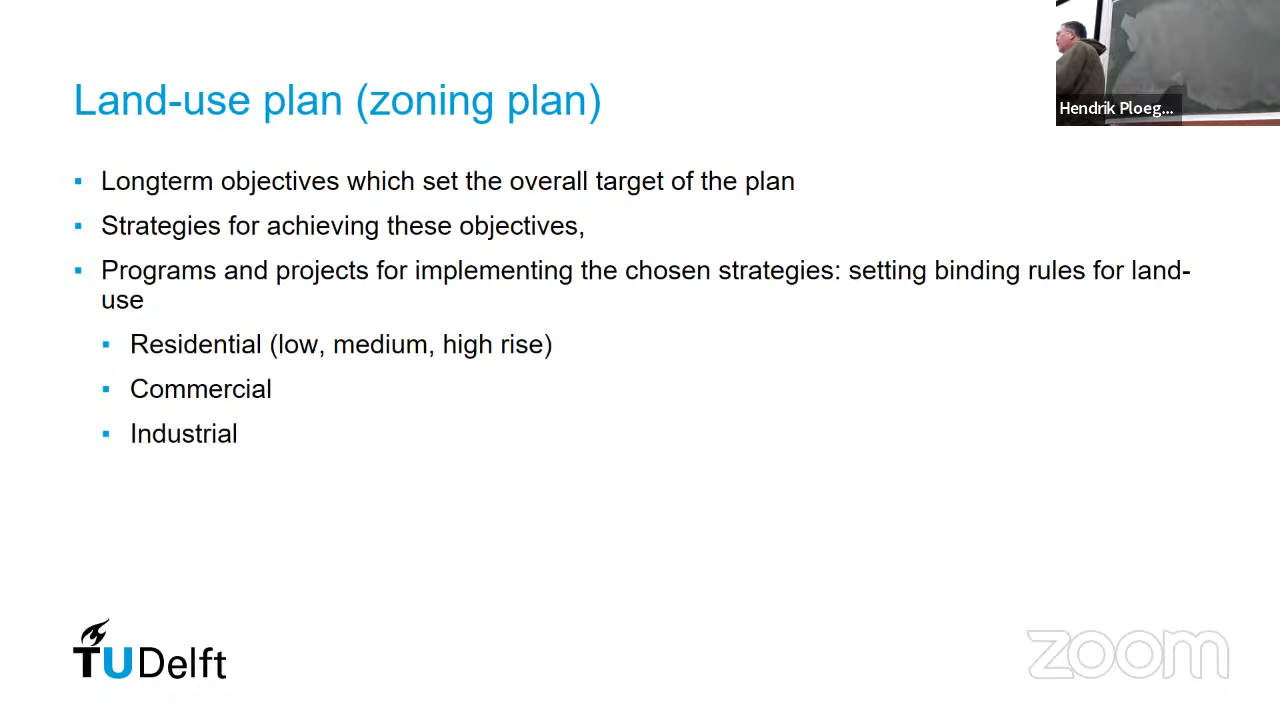 Hendrik Ploeg...
Land-use plan (zoning plan)
▪ Longterm objectives which set the overall target of the plan
▪ Strategies for achieving these objectives,
▪ Programs and projects for implementing the chosen strategies: setting binding rules for land-
use
▪ Residential (low, medium, high rise)
▪ Commercial
▪ Industrial
TU Delft
zoom